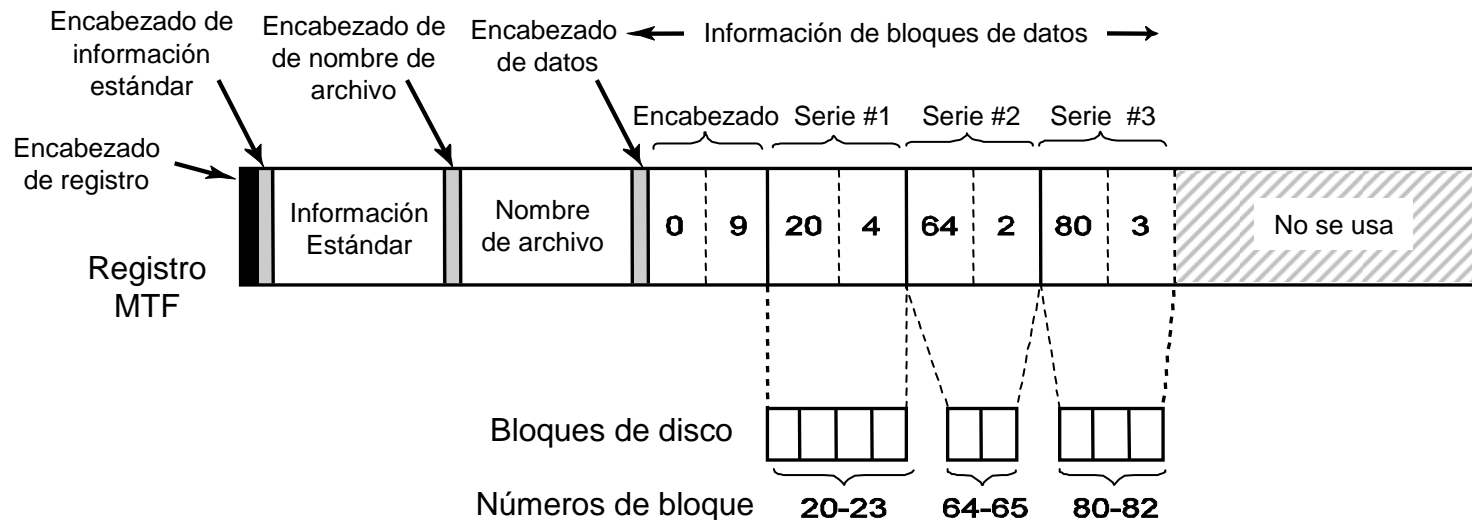 Encabezado de
información
estándar
Encabezado de
de nombre de
archivo
Encabezado
de datos
Información de bloques de datos
Encabezado
de registro
Encabezado
Serie #1
Serie #2
Serie #3
Registro
MTF
Información
Estándar
Nombre
de archivo
0 9 20 4 64 2 80 3
No se usa
Bloques de disco
Números de bloque
20-23 64-65 80-82